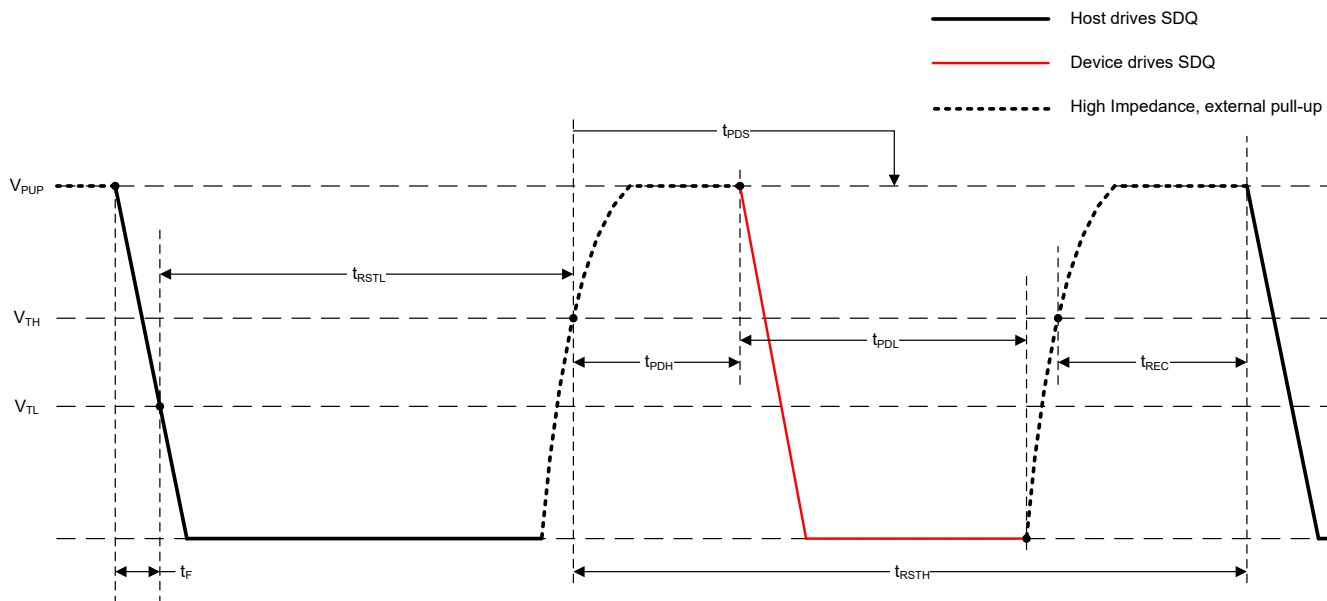 Host drives SDQ
Device drives SDQ
High Impedance, external pull-up
tPDS
VPUP
tRSTL
VTH
tPDH
tPDL
tREC
VTL
tF
tRSTH